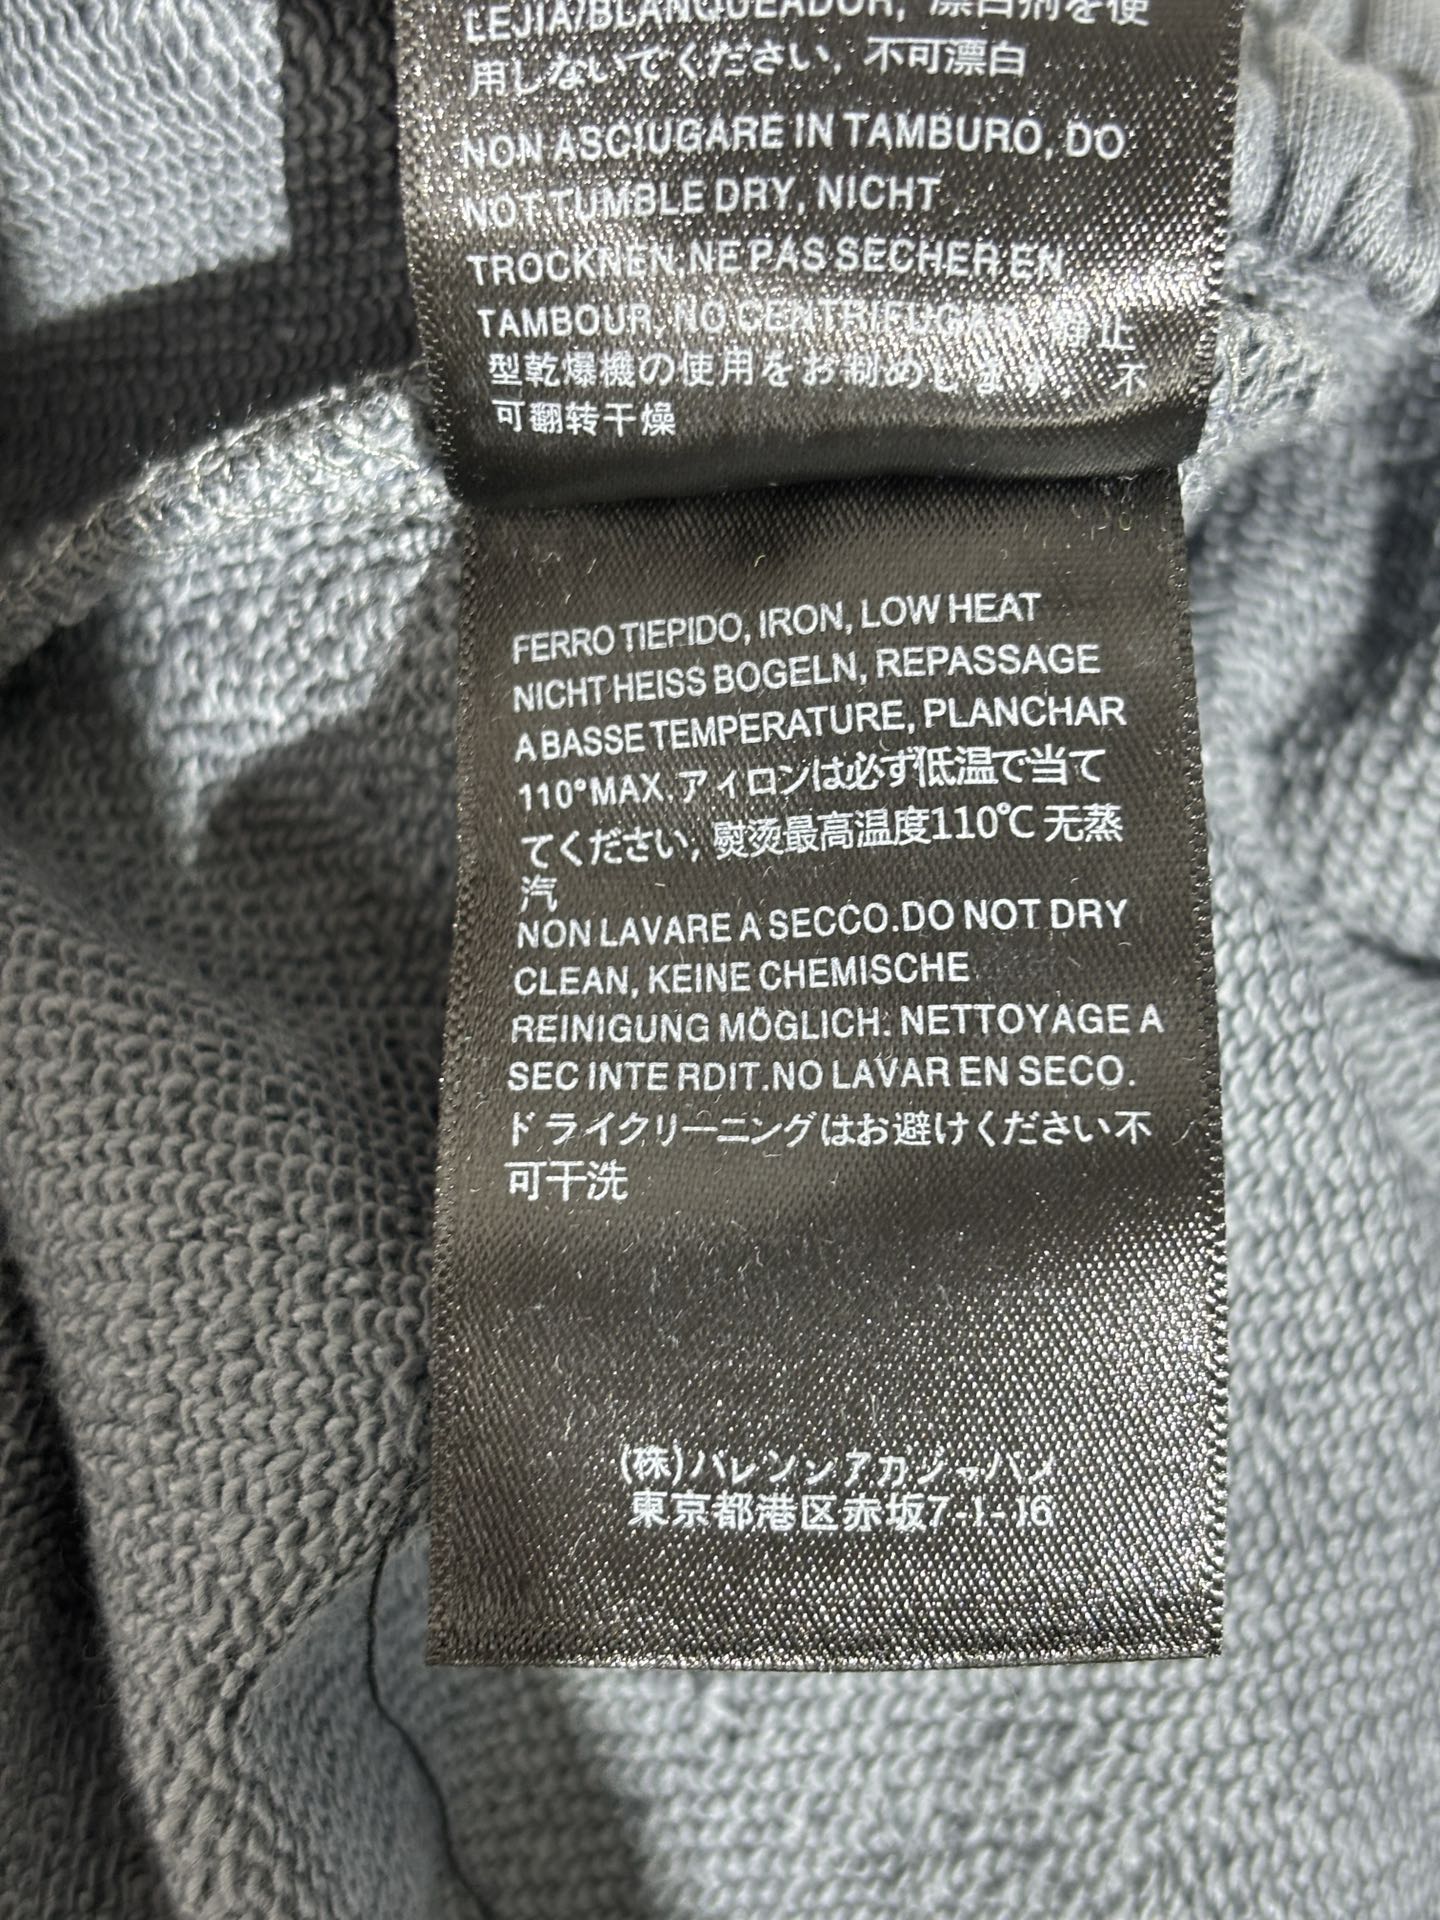 LEJIA/BLANQUEADOR, 漂白剤を使
用しないでください, 不可漂白
NON ASCIUGARE IN TAMBURO, DO
NOT TUMBLE DRY, NICHT
TROCKNEN, NE PAS SECHER EN
TAMBOUR, NO CENTRIFUGAR, 静止
型乾爆機の使用をお勧めします, 不
可翻转干燥
FERRO TIEPIDO, IRON, LOW HEAT
NICHT HEISS BOGELN, REPASSAGE
A BASSE TEMPERATURE, PLANCHAR
110°MAX. アイロンは必ず低温で当て
てください, 熨烫最高温度110℃ 无蒸
汽
NON LAVARE A SECCO. DO NOT DRY
CLEAN, KEINE CHEMISCHE
REINIGUNG MÖGLICH. NETTOYAGE A
SEC INTE RDIT. NO LAVAR EN SECO.
ドライクリーニングはお避けください不
可干洗
(株)バレンシアガジャパン
東京都港区赤坂7-1-16